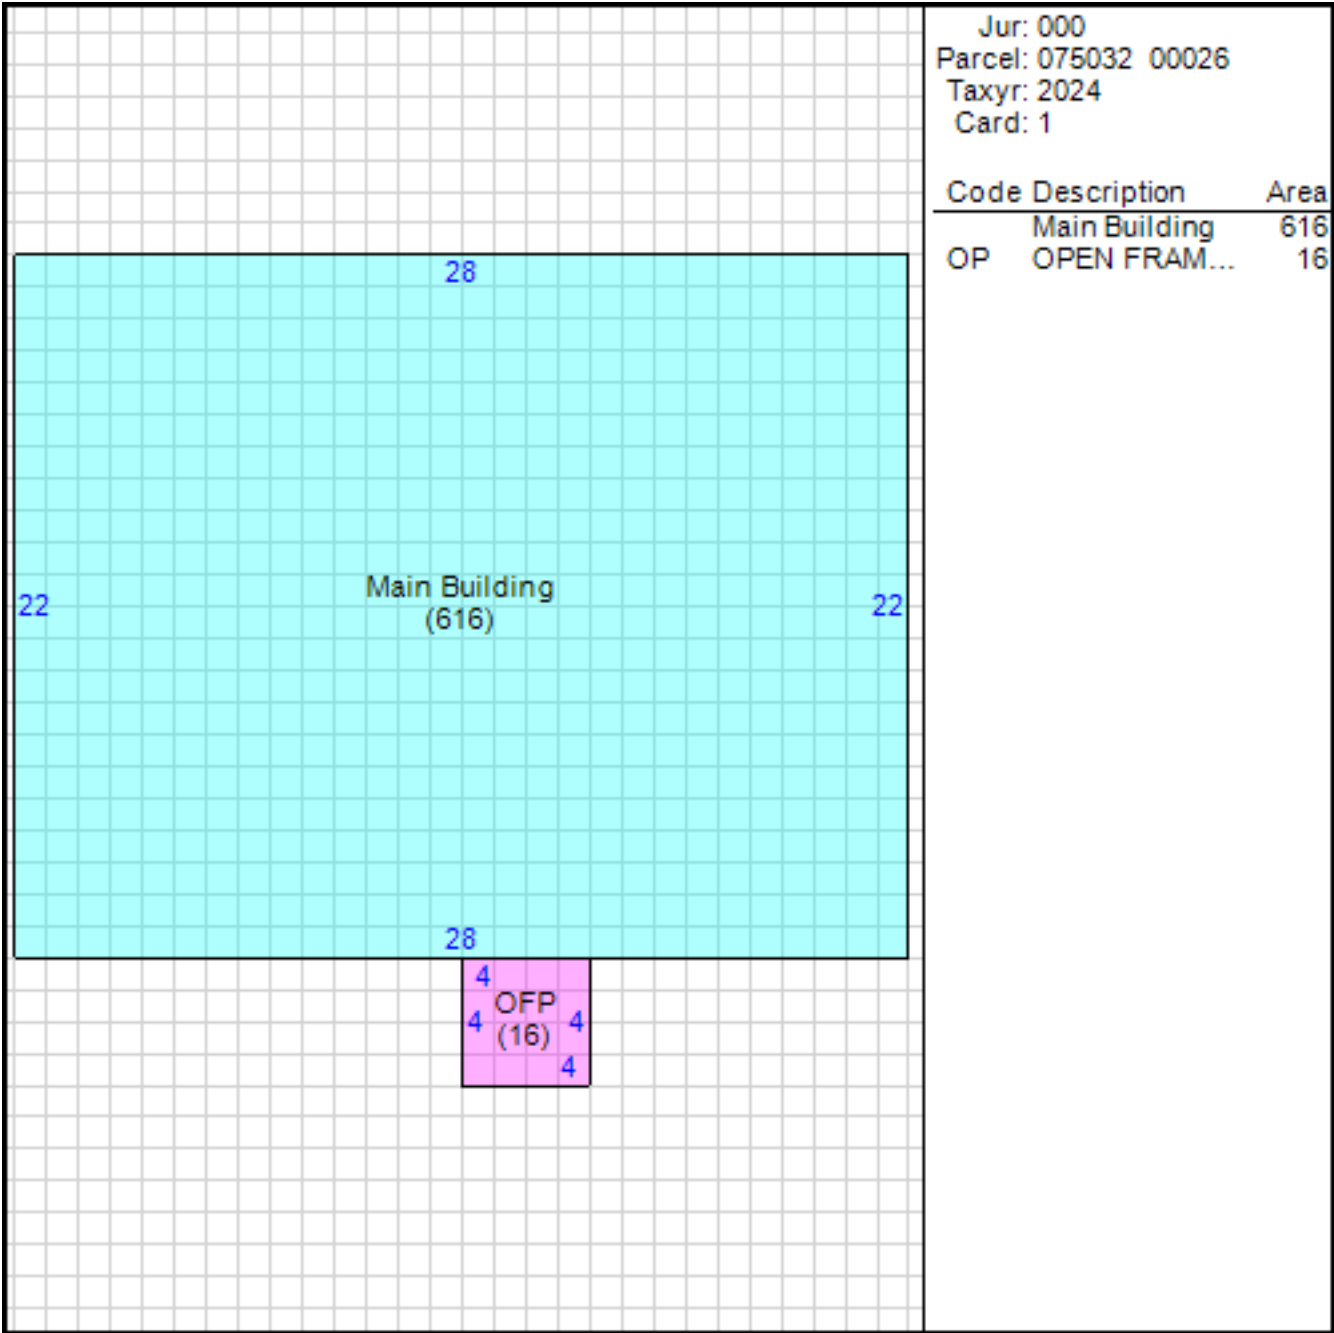 Jur: 000
Parcel: 075032 00026
Taxyr: 2024
Card: 1
Code Description Area
Main Building 616
OP OPEN FRAM... 16
28
Main Building
(616)
22 22
28
4
OFP
4 4
(16)
4